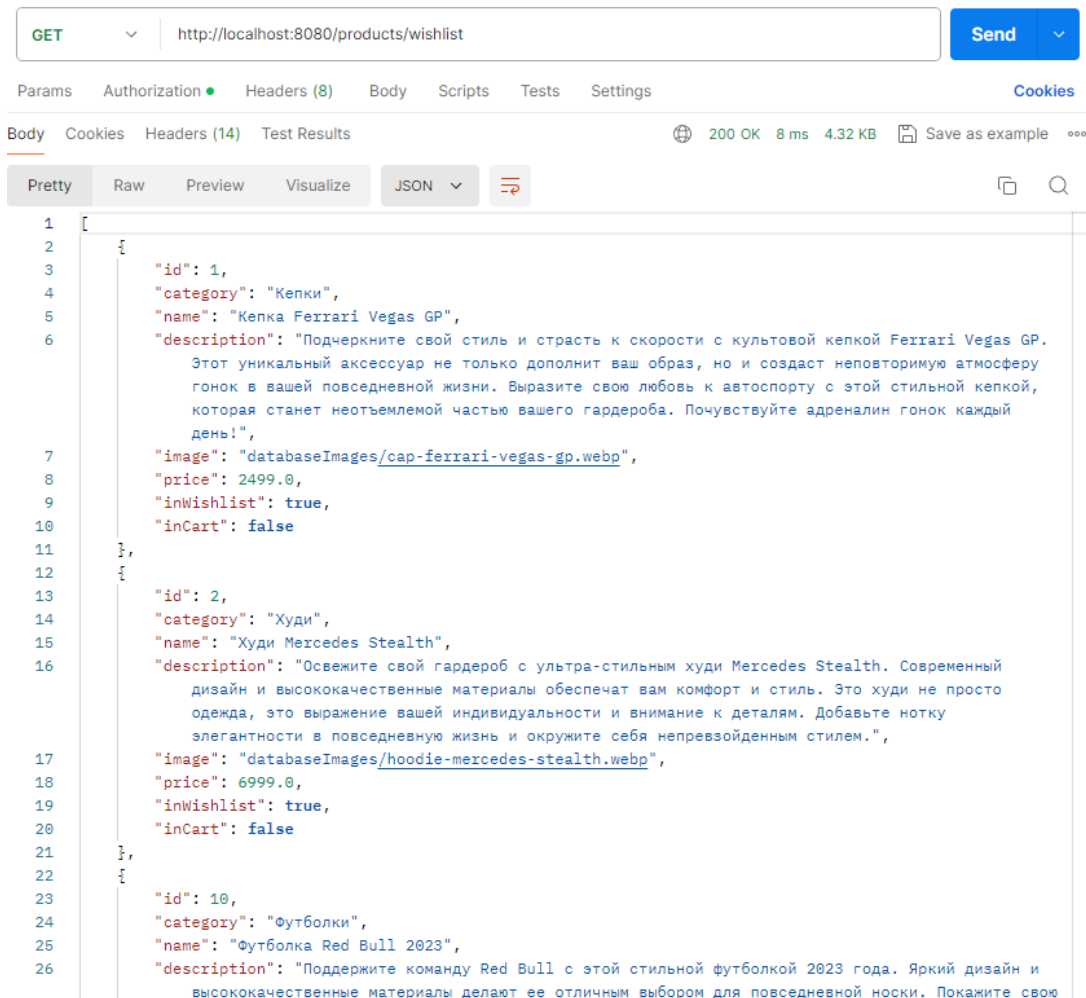 GET http://localhost:8080/products/wishlist Send
Params Authorization Headers (8) Body Scripts Tests Settings Cookies
Body Cookies Headers (14) Test Results 200 OK 8 ms 4.32 KB Save as example
Pretty Raw Preview Visualize JSON
1 [
2 {
3 "id": 1,
4 "category": "Кепки",
5 "name": "Кепка Ferrari Vegas GP",
6 "description": "Подчеркните свой стиль и страсть к скорости с культовой кепкой Ferrari Vegas GP.
Этот уникальный аксессуар не только дополнит ваш образ, но и создаст неповторимую атмосферу
гонок в вашей повседневной жизни. Выразите свою любовь к автоспорту с этой стильной кепкой,
которая станет неотъемлемой частью вашего гардероба. Почувствуйте адреналин гонок каждый
день!",
7 "image": "databaseImages/cap-ferrari-vegas-gp.webp",
8 "price": 2499.0,
9 "inWishlist": true,
10 "inCart": false
11 },
12 {
13 "id": 2,
14 "category": "Худи",
15 "name": "Худи Mercedes Stealth",
16 "description": "Освежите свой гардероб с ультра-стильным худи Mercedes Stealth. Современный
дизайн и высококачественные материалы обеспечат вам комфорт и стиль. Это худи не просто
одежда, это выражение вашей индивидуальности и внимание к деталям. Добавьте нотку
элегантности в повседневную жизнь и окружите себя непревзойденным стилем.",
17 "image": "databaseImages/hoodie-mercedes-stealth.webp",
18 "price": 6999.0,
19 "inWishlist": true,
20 "inCart": false
21 },
22 {
23 "id": 10,
24 "category": "Футболки",
25 "name": "Футболка Red Bull 2023",
26 "description": "Поддержите команду Red Bull с этой стильной футболкой 2023 года. Яркий дизайн и
высококачественные материалы делают ее отличным выбором для повседневной носки. Покажите свою